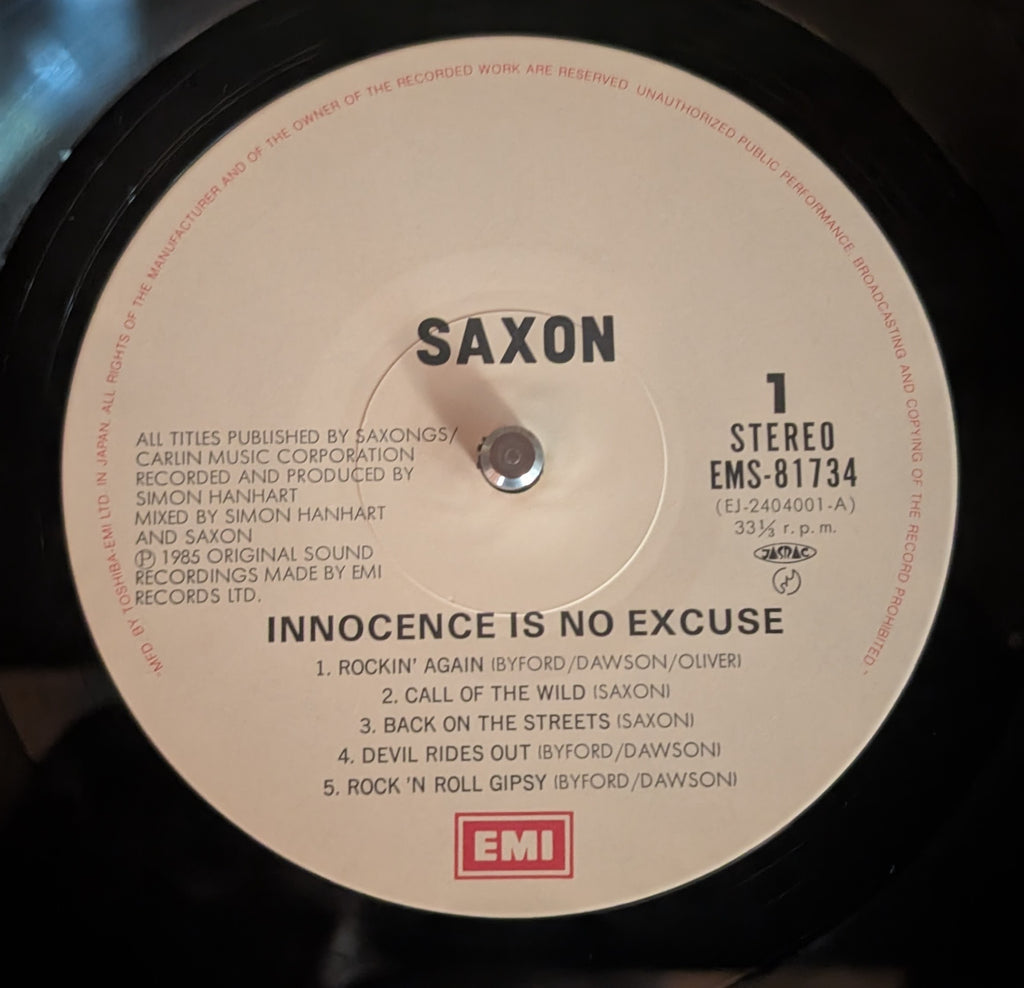 "MFD BY TOSHIBA-EMI LTD. IN JAPAN. ALL RIGHTS OF THE MANUFACTURER AND OF THE OWNER OF THE RECORDED WORK ARE RESERVED. UNAUTHORIZED PUBLIC PERFORMANCE. BROADCASTING AND COPYING OF THE RECORD PROHIBITED."
SAXON
1
STEREO
EMS-81734
(EJ-2404001-A)
33⅓ r.p.m.
JASRAC
ALL TITLES PUBLISHED BY SAXONGS/
CARLIN MUSIC CORPORATION
RECORDED AND PRODUCED BY
SIMON HANHART
MIXED BY SIMON HANHART
AND SAXON
℗ 1985 ORIGINAL SOUND
RECORDINGS MADE BY EMI
RECORDS LTD.
INNOCENCE IS NO EXCUSE
1. ROCKIN' AGAIN (BYFORD/DAWSON/OLIVER)
2. CALL OF THE WILD (SAXON)
3. BACK ON THE STREETS (SAXON)
4. DEVIL RIDES OUT (BYFORD/DAWSON)
5. ROCK 'N ROLL GIPSY (BYFORD/DAWSON)
EMI